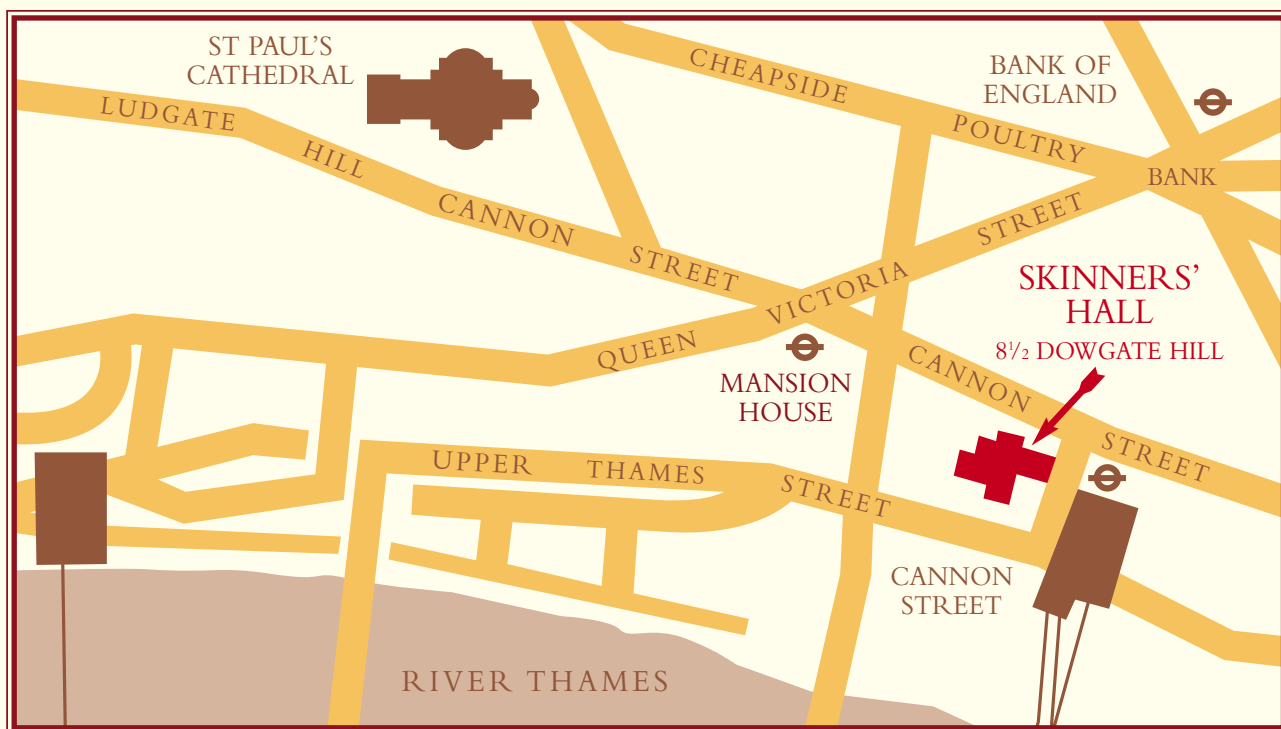 ST PAUL'S
CATHEDRAL
CHEAPSIDE
BANK OF
ENGLAND
LUDGATE
HILL
POULTRY
BANK
CANNON
STREET
STREET
VICTORIA
QUEEN
SKINNERS'
HALL
8½ DOWGATE HILL
MANSION
HOUSE
CANNON
STREET
UPPER THAMES
STREET
CANNON
STREET
RIVER THAMES